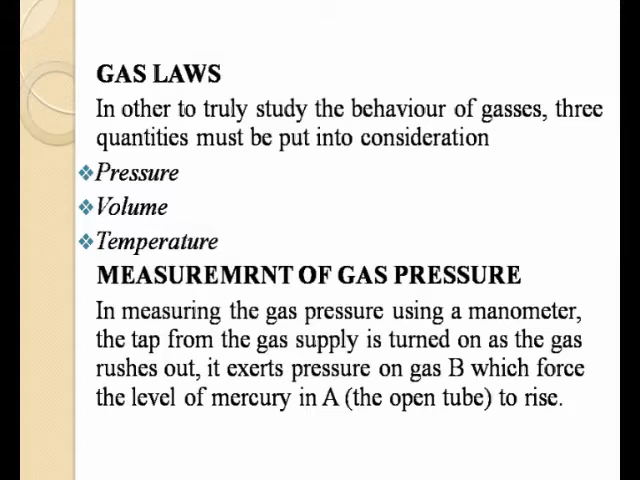 GAS LAWS
In other to truly study the behaviour of gasses, three
quantities must be put into consideration
❖Pressure
❖Volume
❖Temperature
MEASUREMRNT OF GAS PRESSURE
In measuring the gas pressure using a manometer,
the tap from the gas supply is turned on as the gas
rushes out, it exerts pressure on gas B which force
the level of mercury in A (the open tube) to rise.